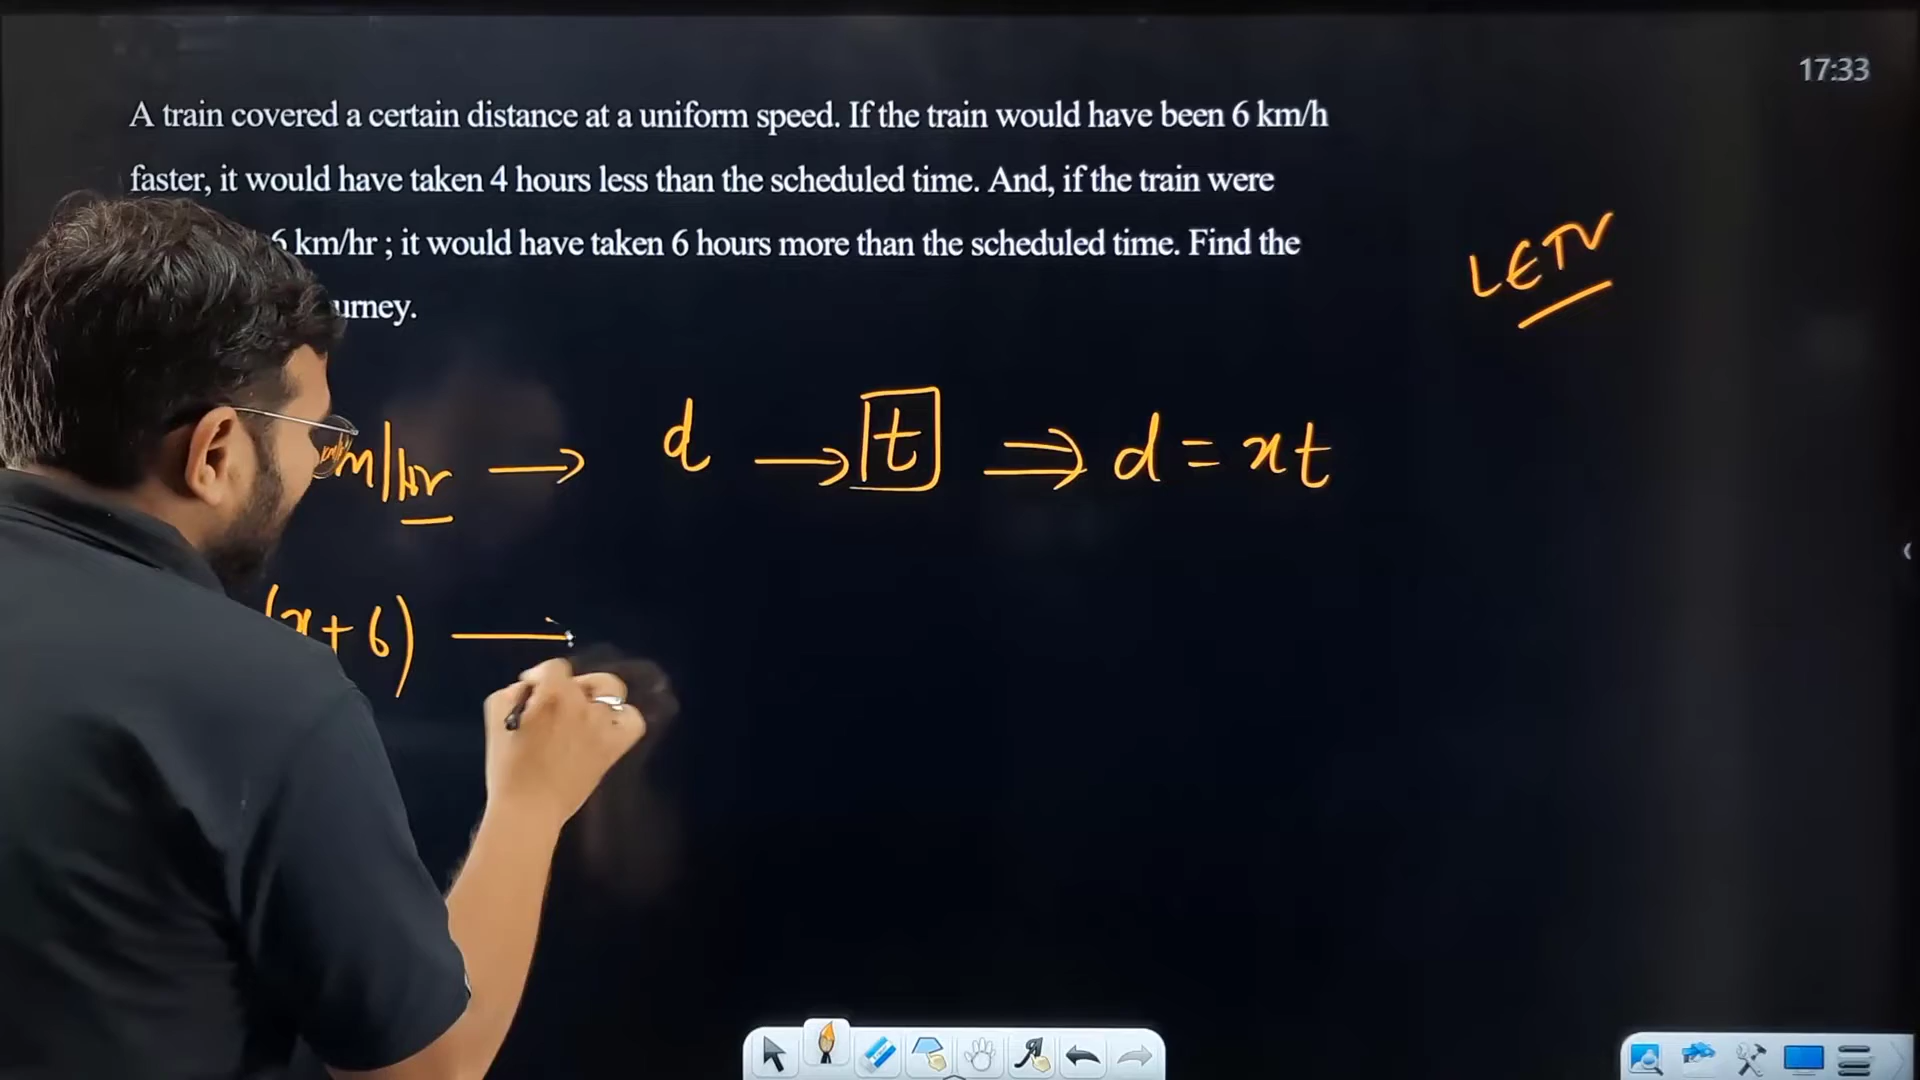 17:33
A train covered a certain distance at a uniform speed. If the train would have been 6 km/h
faster, it would have taken 4 hours less than the scheduled time. And, if the train were
6 km/hr ; it would have taken 6 hours more than the scheduled time. Find the
urney.
LETV
m/hr → d → t ⇒ d = xt
(x+6)